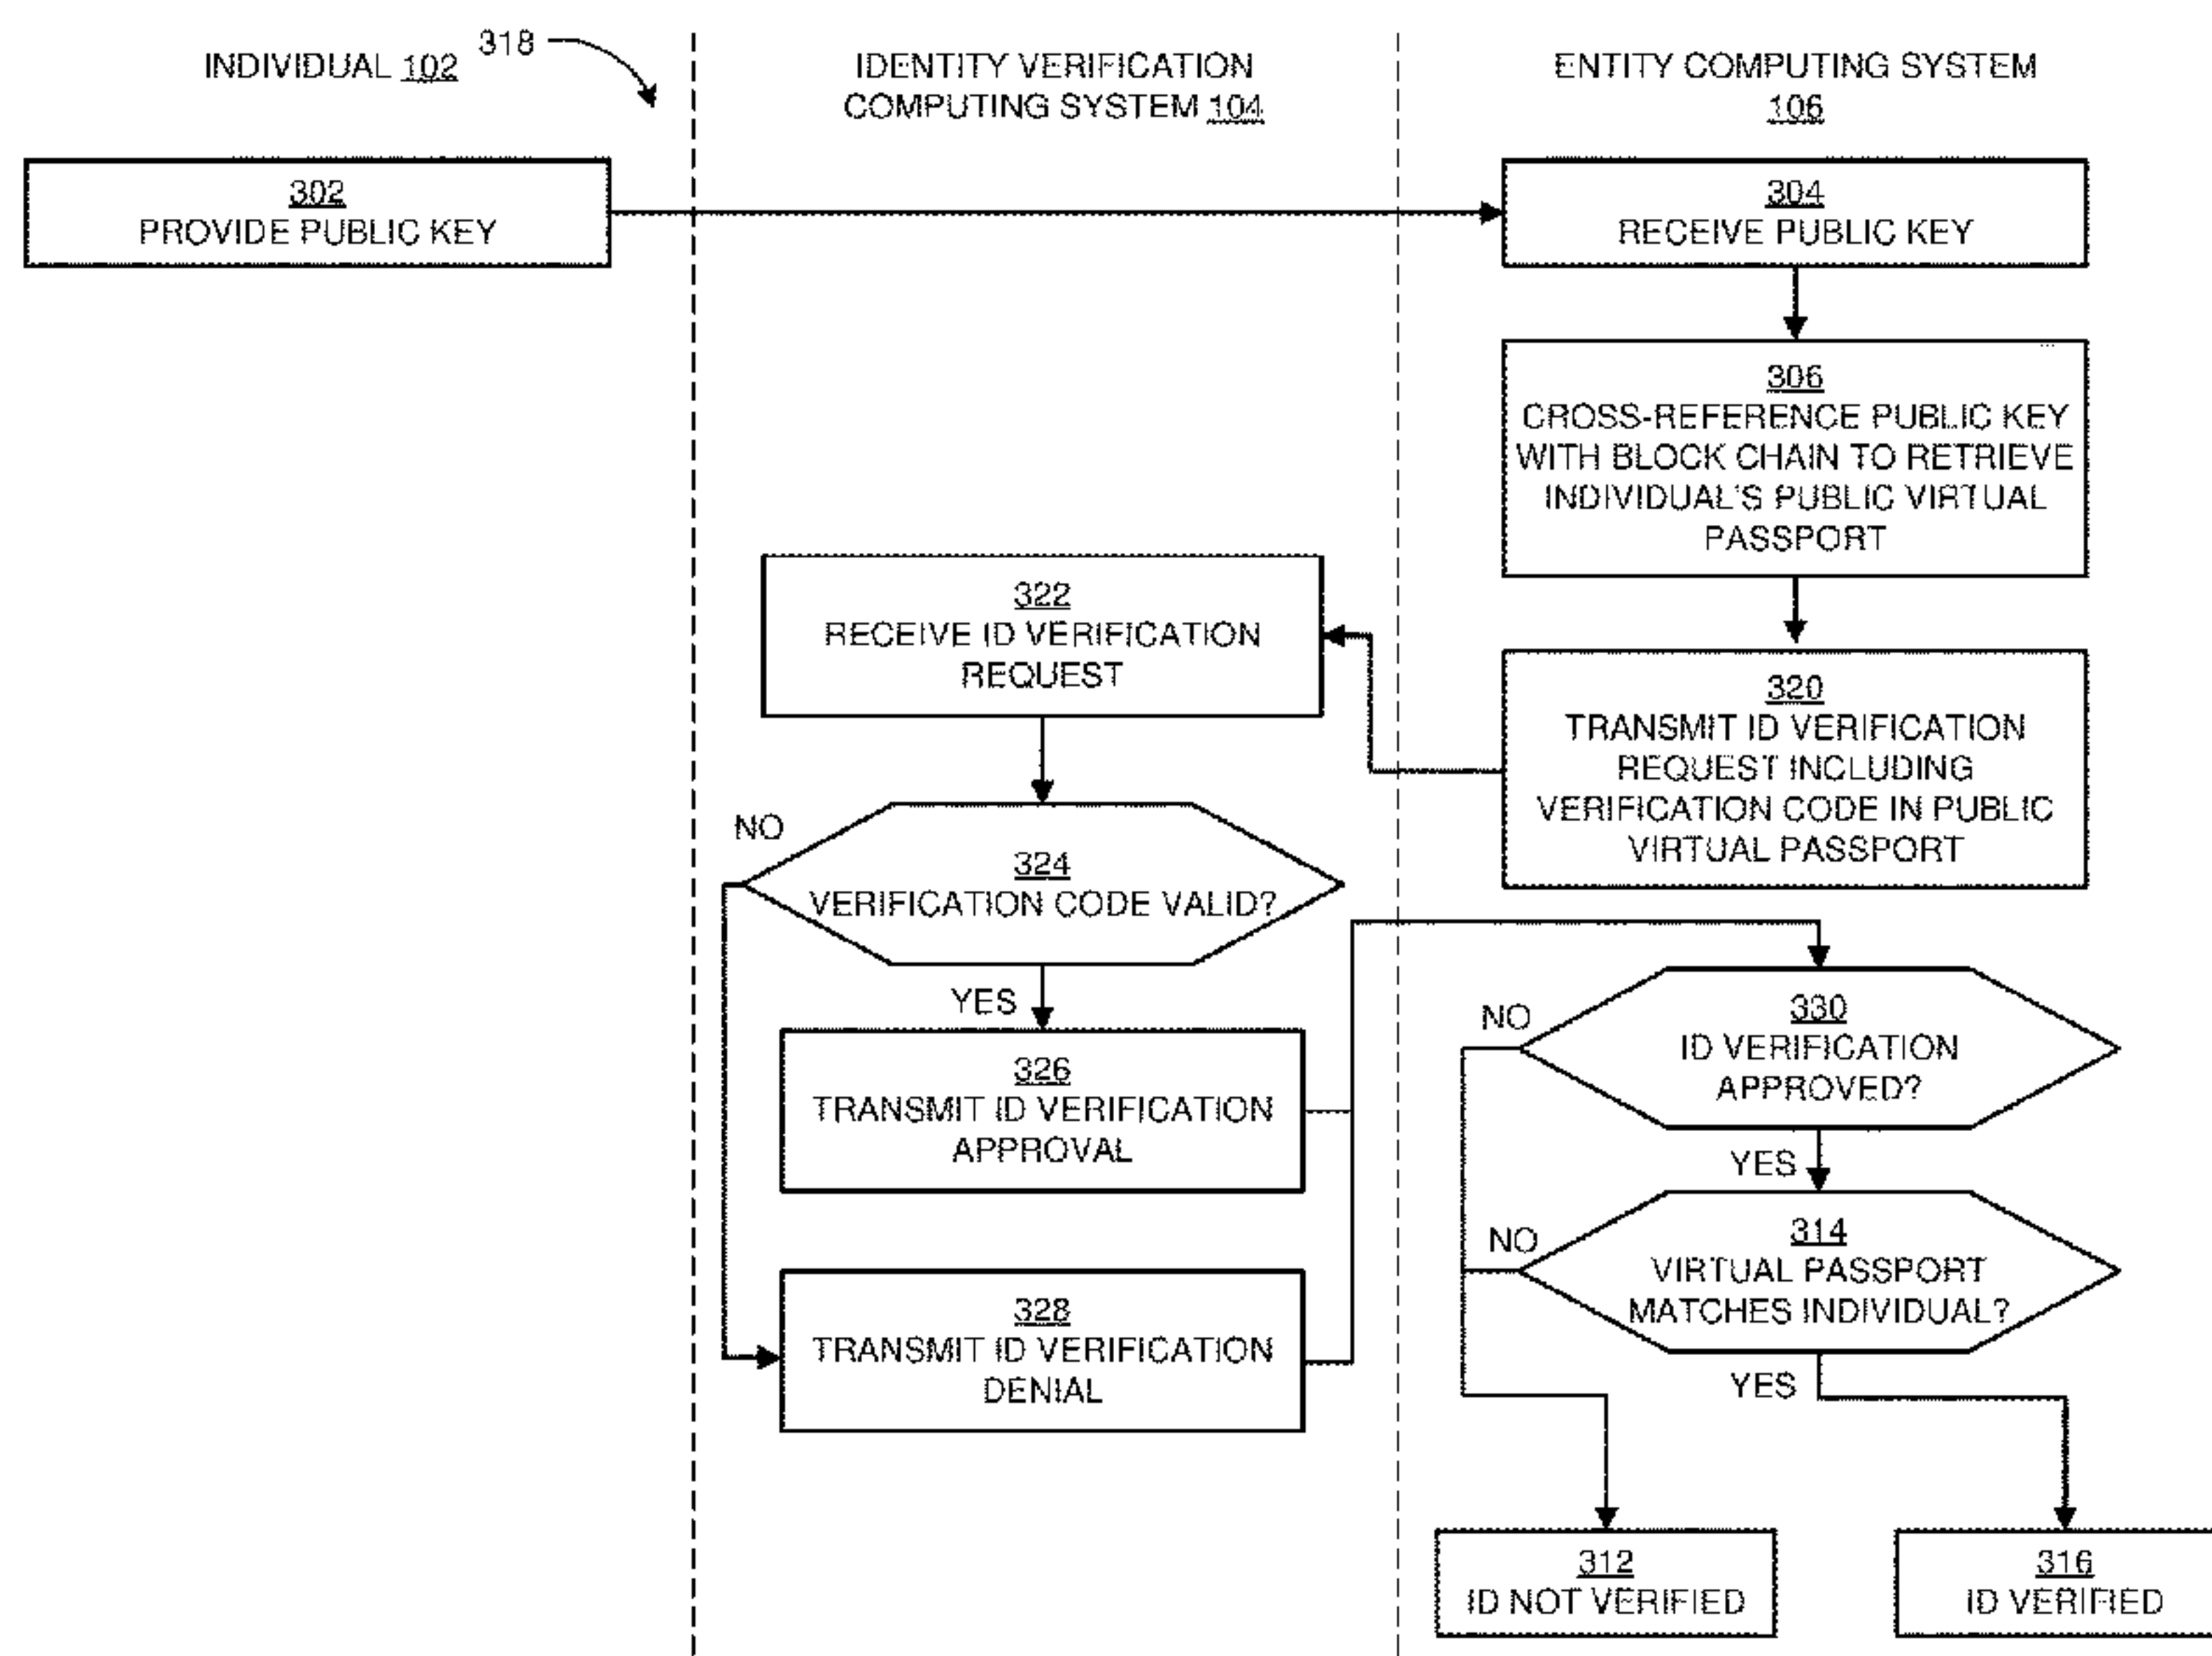 INDIVIDUAL 102
318
IDENTITY VERIFICATION
COMPUTING SYSTEM 104
ENTITY COMPUTING SYSTEM
106
302
PROVIDE PUBLIC KEY
304
RECEIVE PUBLIC KEY
306
CROSS-REFERENCE PUBLIC KEY
WITH BLOCK CHAIN TO RETRIEVE
INDIVIDUAL'S PUBLIC VIRTUAL
PASSPORT
320
TRANSMIT ID VERIFICATION
REQUEST INCLUDING
VERIFICATION CODE IN PUBLIC
VIRTUAL PASSPORT
322
RECEIVE ID VERIFICATION
REQUEST
NO
324
VERIFICATION CODE VALID?
YES
326
TRANSMIT ID VERIFICATION
APPROVAL
328
TRANSMIT ID VERIFICATION
DENIAL
NO
330
ID VERIFICATION
APPROVED?
YES
NO
314
VIRTUAL PASSPORT
MATCHES INDIVIDUAL?
YES
312
ID NOT VERIFIED
316
ID VERIFIED